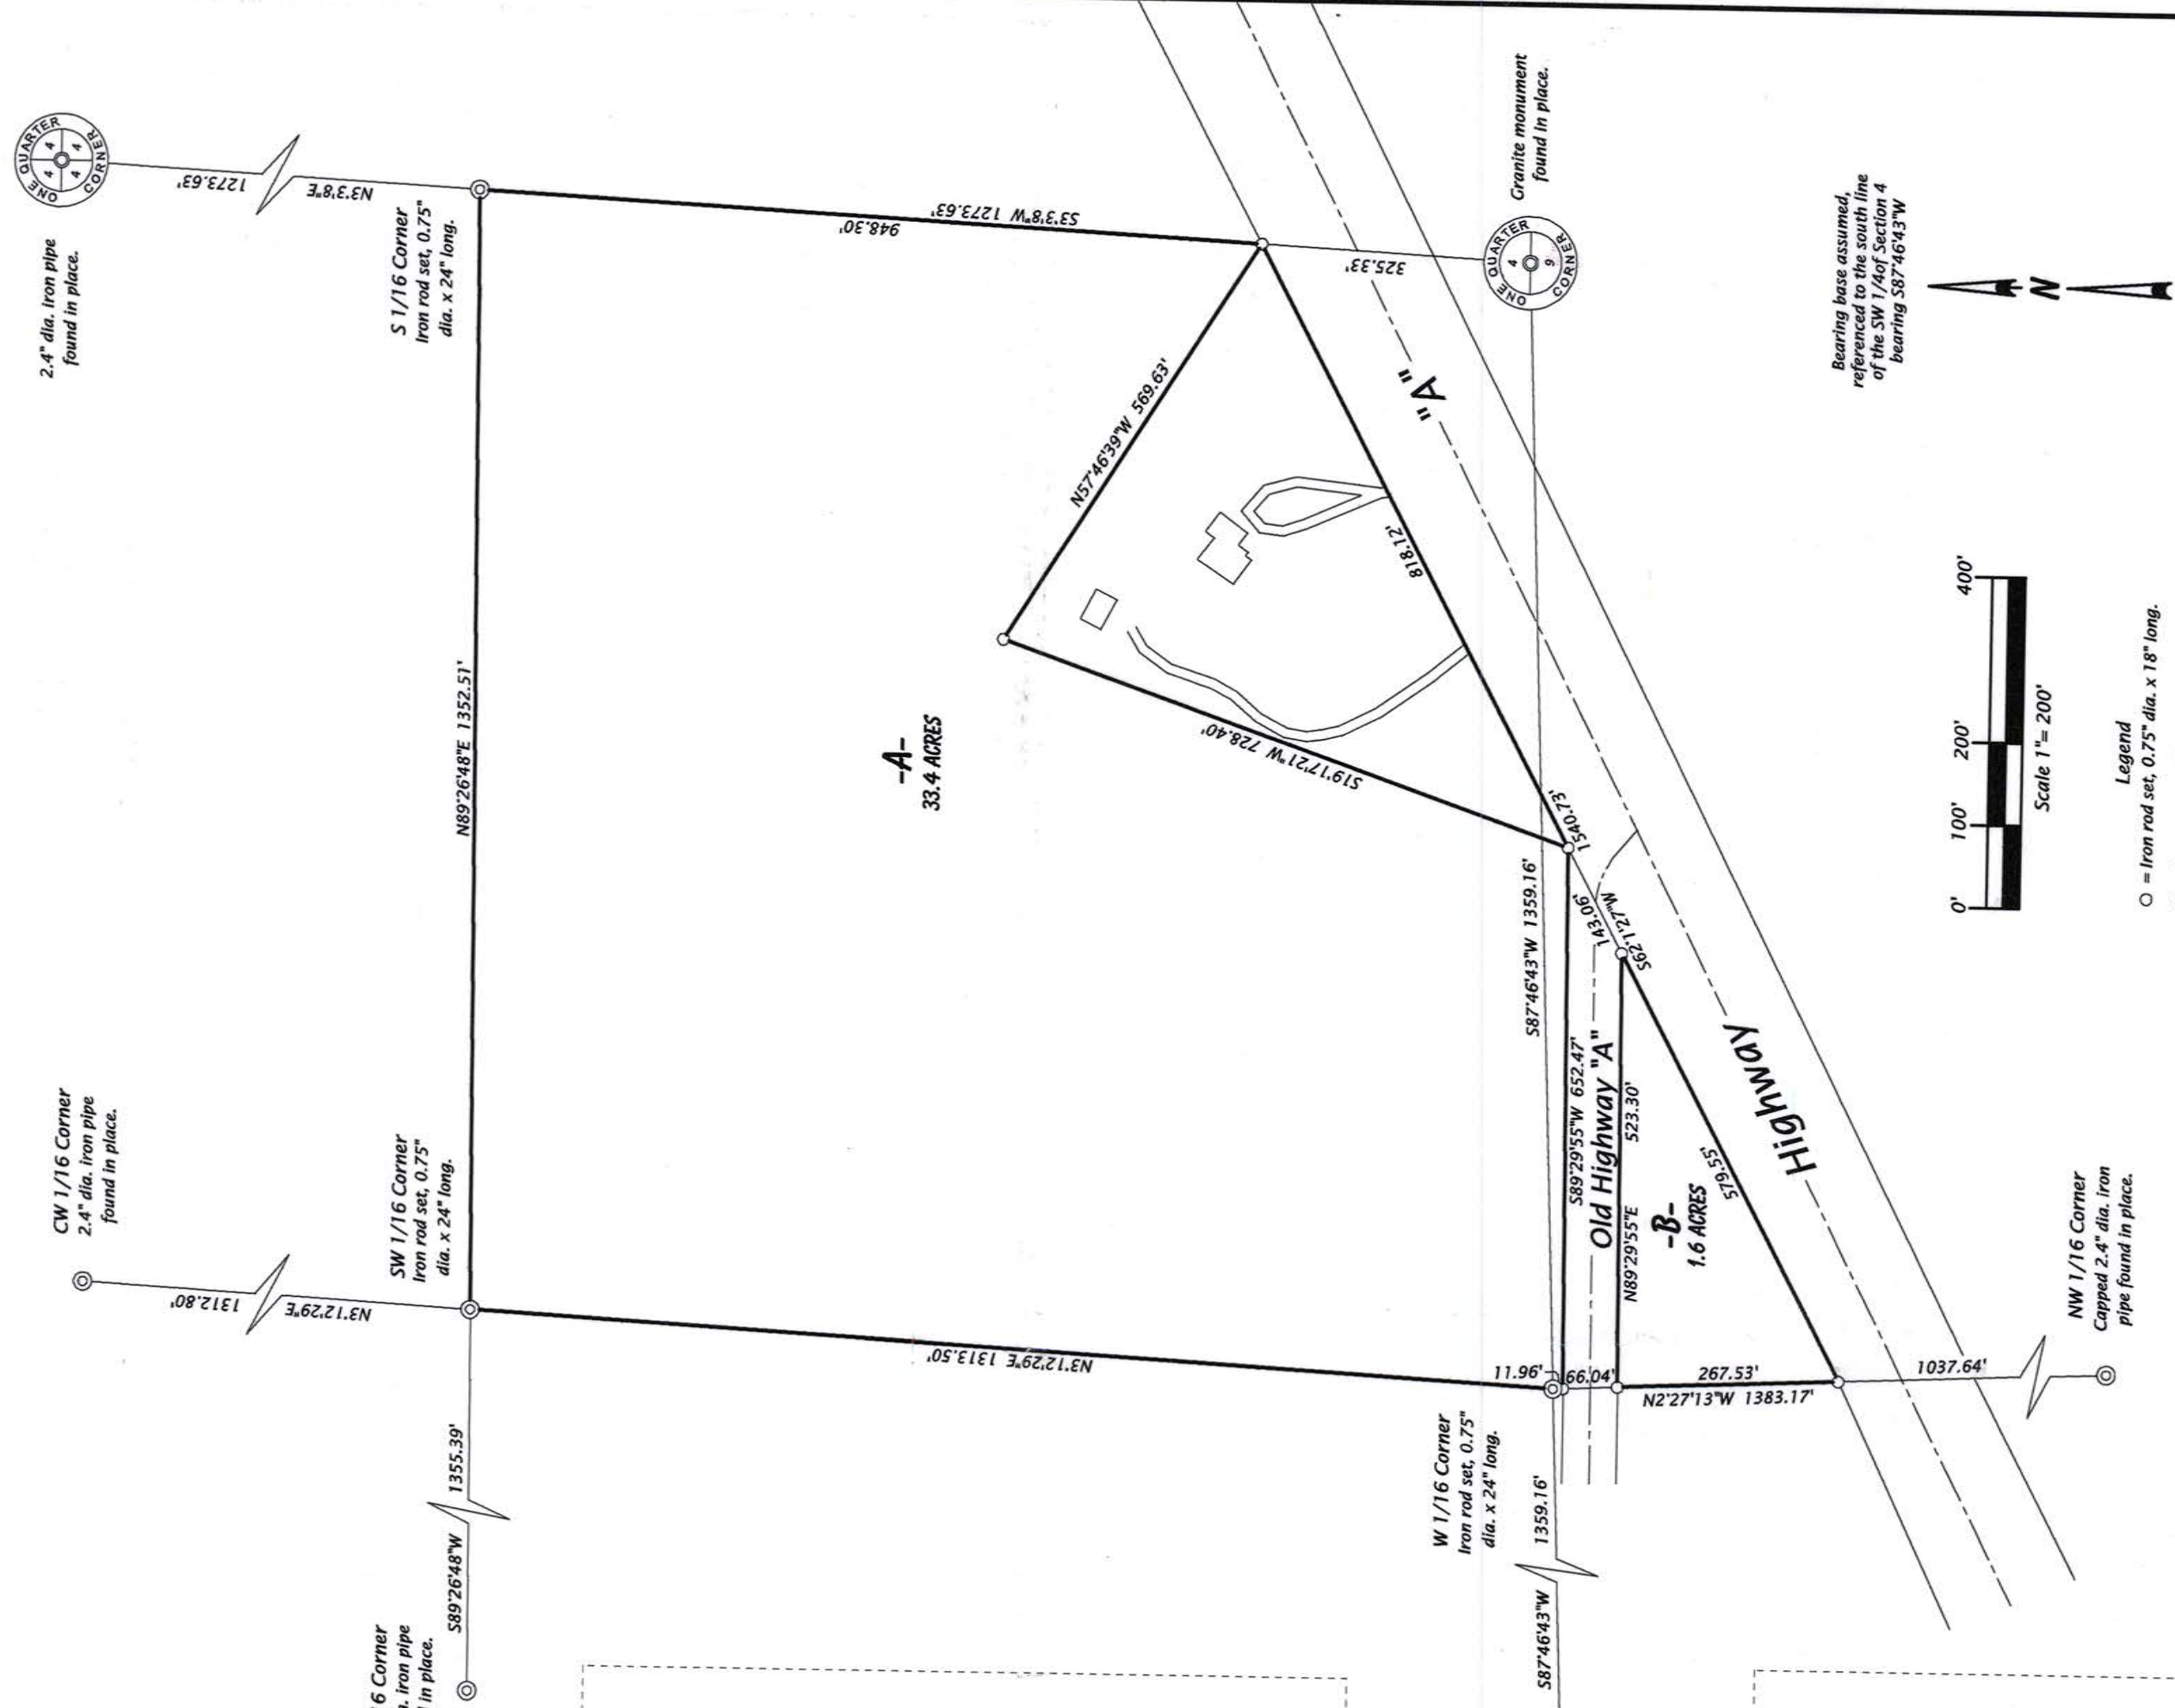 ONE QUARTER CORNER
4 4
4 4
2.4" dia. iron pipe
found in place.
1273.63'
N3°3'8"E
S 1/16 Corner
Iron rod set, 0.75"
dia. x 24" long.
CW 1/16 Corner
2.4" dia. iron pipe
found in place.
1312.80'
N3°12'29"E
SW 1/16 Corner
Iron rod set, 0.75"
dia. x 24" long.
N89°26'48"E 1352.51'
948.30'
S3°3'8"W 1273.63'
325.33'
Granite monument
found in place.
ONE QUARTER CORNER
4
9
N57°46'39"W 569.63'
S19°17'21"W 728.40'
818.12'
-A-
33.4 ACRES
"A"
1540.73'
143.06'
S62°1'27"W
S87°46'43"W 1359.16'
S89°29'55"W 652.47'
Old Highway "A"
N89°29'55"E 523.30'
-B-
1.6 ACRES
579.55'
Highway
N3°12'29"E 1313.50'
11.96'
66.04'
267.53'
N2°27'13"W 1383.17'
1037.64'
NW 1/16 Corner
Capped 2.4" dia. iron
pipe found in place.
W 1/16 Corner
Iron rod set, 0.75"
dia. x 24" long.
S87°46'43"W 1359.16'
S89°26'48"W 1355.39'
6 Corner
. iron pipe
in place.
Bearing base assumed,
referenced to the south line
of the SW 1/4of Section 4
bearing S87°46'43"W
N
0' 100' 200' 400'
Scale 1"= 200'
Legend
= Iron rod set, 0.75" dia. x 18" long.